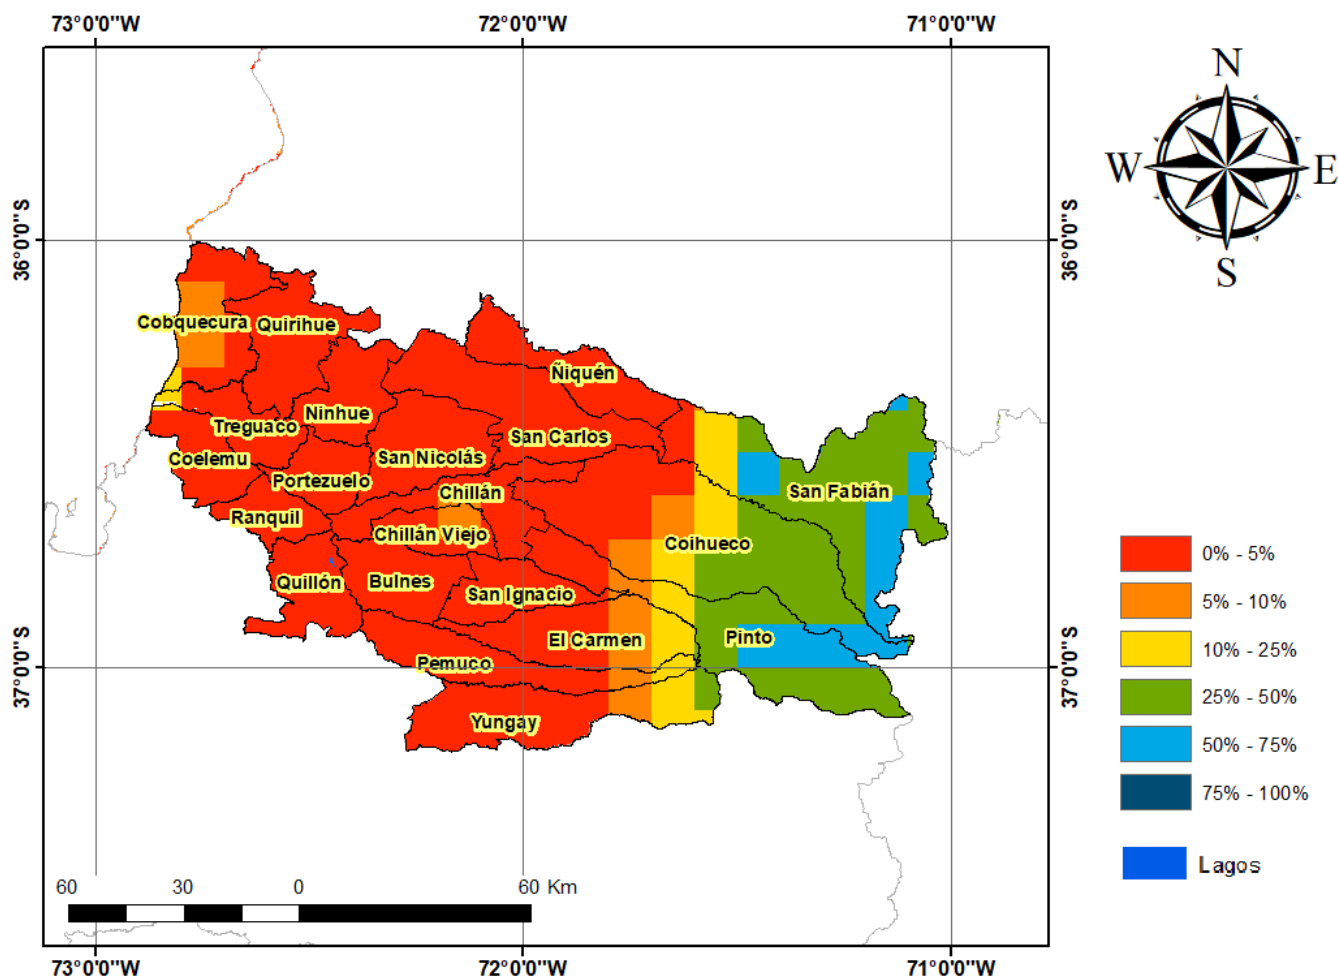 73°0'0"W 72°0'0"W 71°0'0"W
N
W E
S
36°0'0"S 36°0'0"S
Cobquecura Quirihue
Ñiquén
Ninhue
Treguaco
San Carlos
Coelemu
San Nicolás
Portezuelo
Chillán
San Fabián
Ranquil
Chillán Viejo
Coihueco
Quillón
Bulnes
San Ignacio
El Carmen
Pinto
Pemuco
Yungay
37°0'0"S 37°0'0"S
0% - 5%
5% - 10%
10% - 25%
25% - 50%
50% - 75%
75% - 100%
Lagos
60 30 0 60 Km
73°0'0"W 72°0'0"W 71°0'0"W